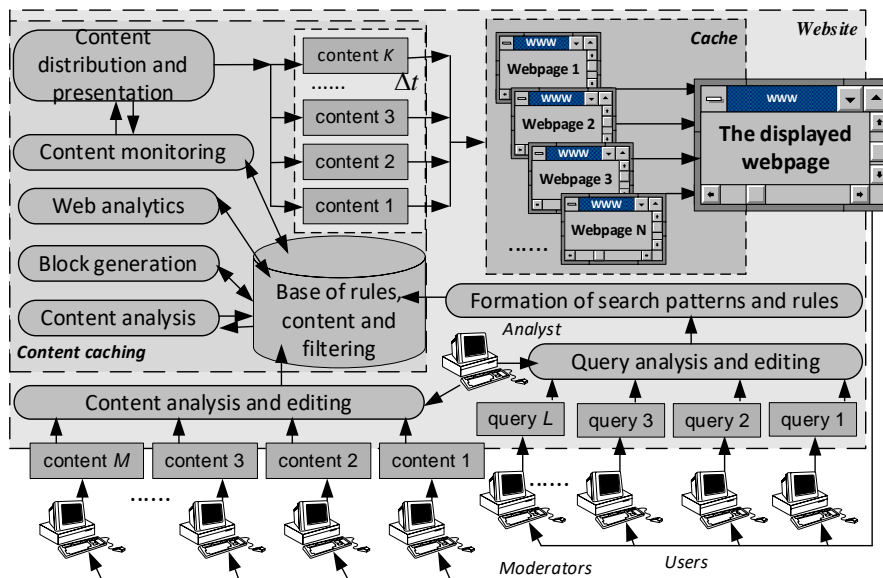 Content
distribution and
presentation
content K
......
Δt
content 3
content 2
content 1
Cache
Website
WWW
Webpage 1
WWW
Webpage 2
WWW
Webpage 3
WWW
Webpage N
......
WWW
The displayed
webpage
Content monitoring
Web analytics
Block generation
Content analysis
Content caching
Base of rules,
content and
filtering
Formation of search patterns and rules
Analyst
Query analysis and editing
Content analysis and editing
query L
query 3
query 2
query 1
content M
content 3
content 2
content 1
......
......
Moderators
Users